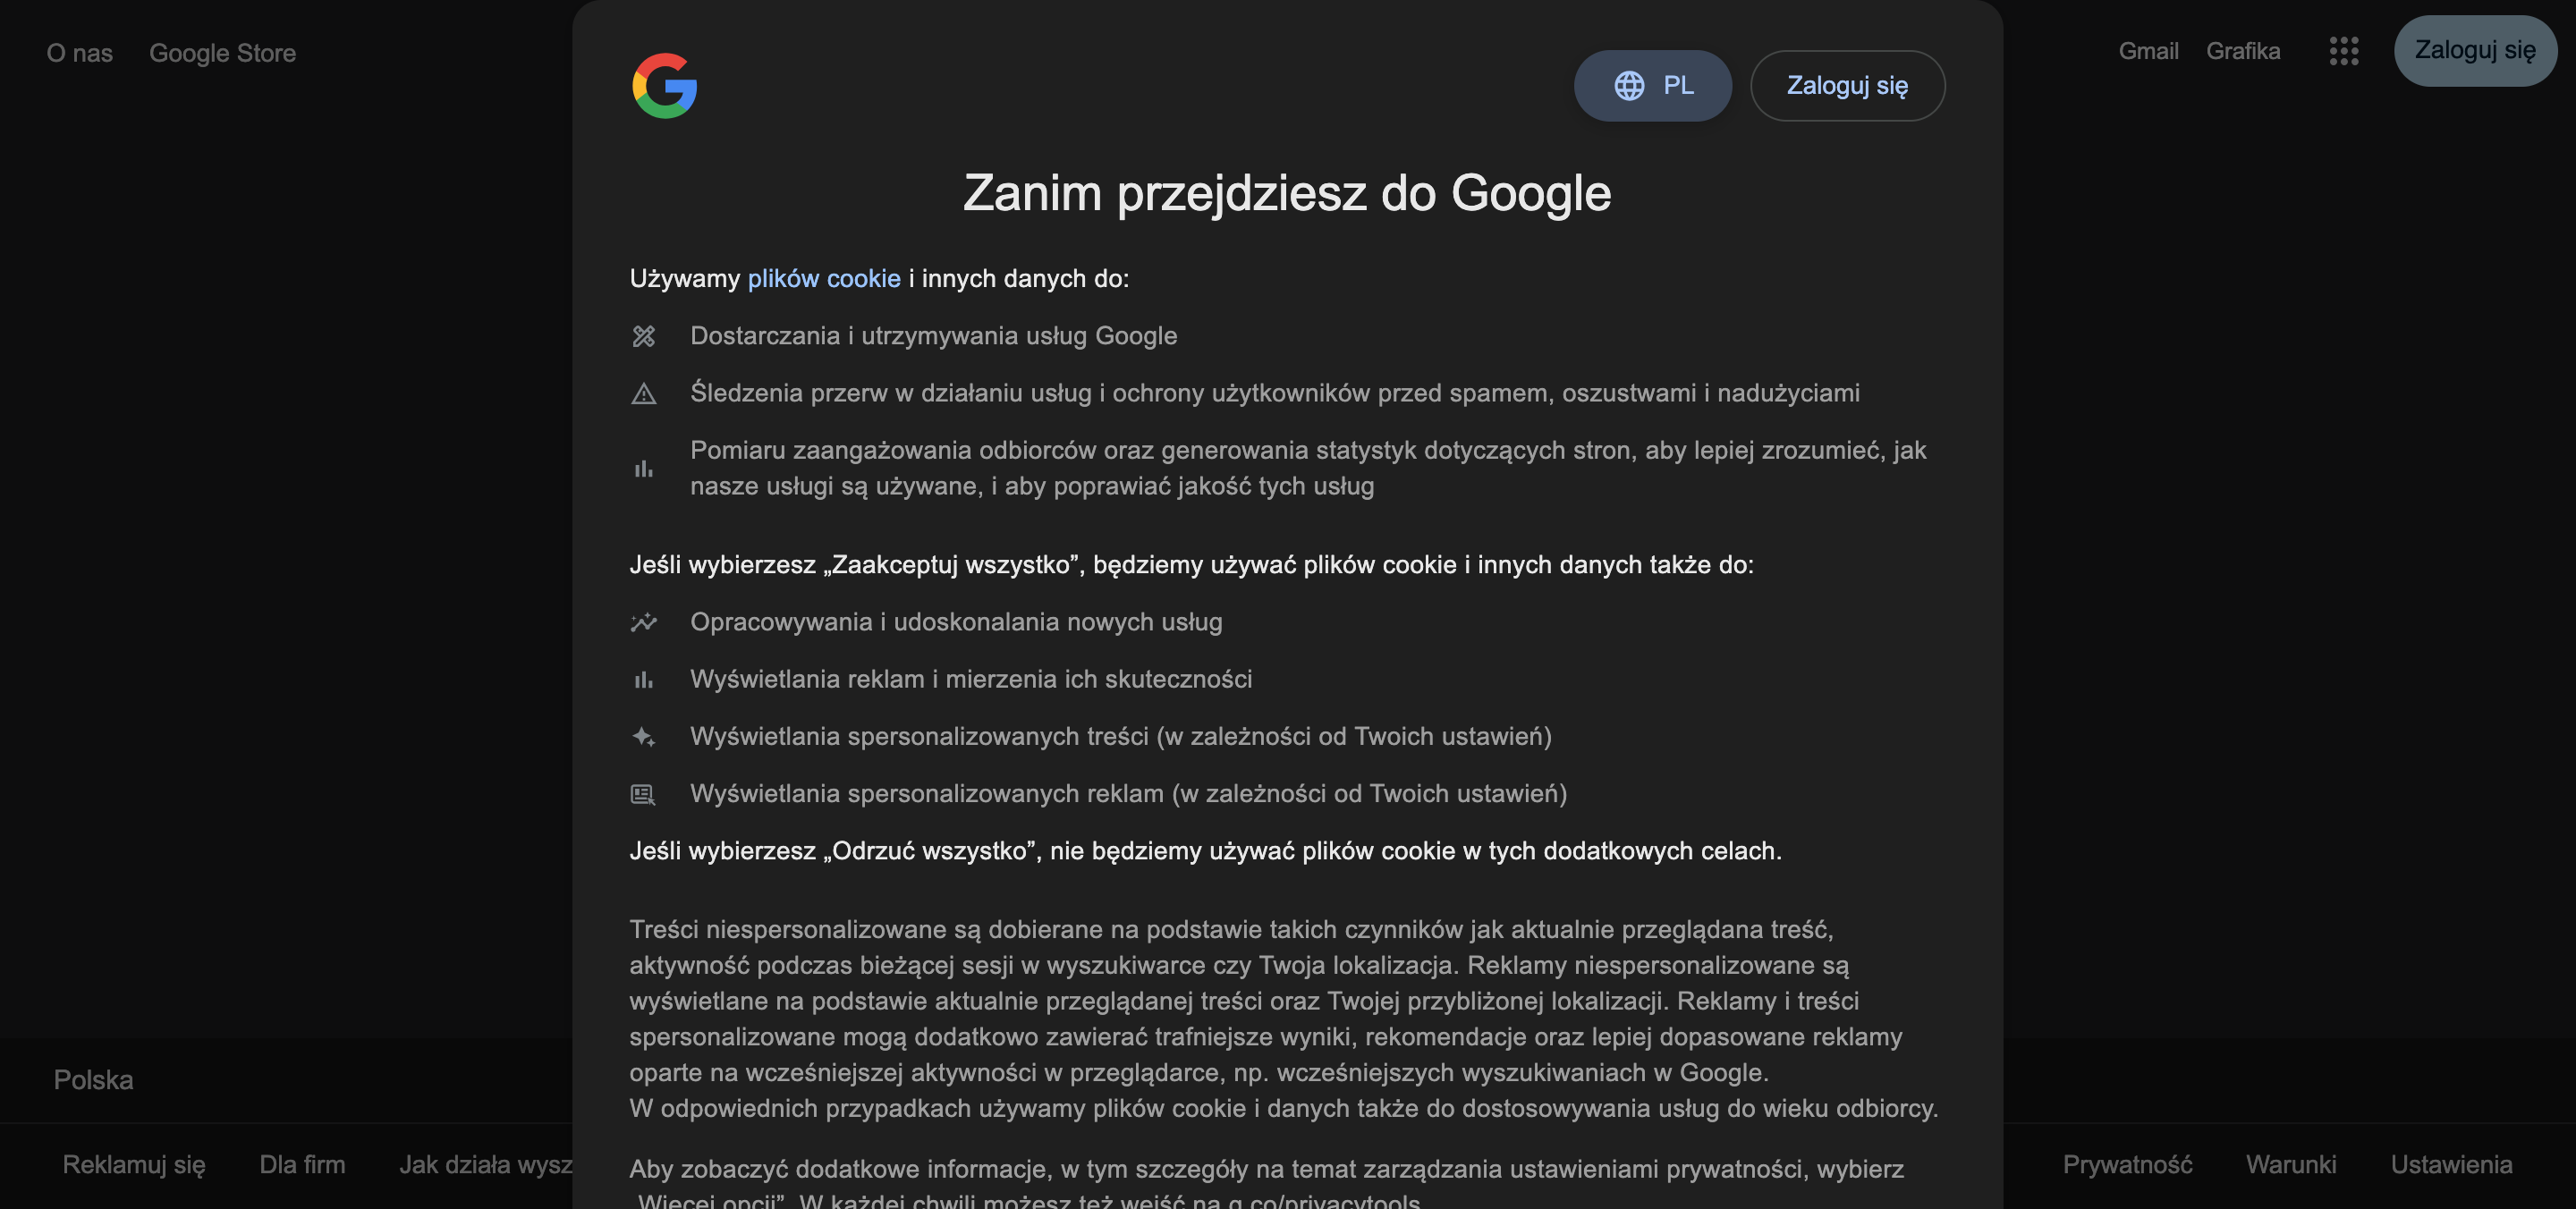 O nas Google Store
Gmail Grafika Zaloguj się
PL Zaloguj się
Zanim przejdziesz do Google
Używamy plików cookie i innych danych do:
Dostarczania i utrzymywania usług Google
Śledzenia przerw w działaniu usług i ochrony użytkowników przed spamem, oszustwami i nadużyciami
Pomiaru zaangażowania odbiorców oraz generowania statystyk dotyczących stron, aby lepiej zrozumieć, jak
nasze usługi są używane, i aby poprawiać jakość tych usług
Jeśli wybierzesz „Zaakceptuj wszystko”, będziemy używać plików cookie i innych danych także do:
Opracowywania i udoskonalania nowych usług
Wyświetlania reklam i mierzenia ich skuteczności
Wyświetlania spersonalizowanych treści (w zależności od Twoich ustawień)
Wyświetlania spersonalizowanych reklam (w zależności od Twoich ustawień)
Jeśli wybierzesz „Odrzuć wszystko”, nie będziemy używać plików cookie w tych dodatkowych celach.
Treści niespersonalizowane są dobierane na podstawie takich czynników jak aktualnie przeglądana treść,
aktywność podczas bieżącej sesji w wyszukiwarce czy Twoja lokalizacja. Reklamy niespersonalizowane są
wyświetlane na podstawie aktualnie przeglądanej treści oraz Twojej przybliżonej lokalizacji. Reklamy i treści
spersonalizowane mogą dodatkowo zawierać trafniejsze wyniki, rekomendacje oraz lepiej dopasowane reklamy
oparte na wcześniejszej aktywności w przeglądarce, np. wcześniejszych wyszukiwaniach w Google.
W odpowiednich przypadkach używamy plików cookie i danych także do dostosowywania usług do wieku odbiorcy.
Aby zobaczyć dodatkowe informacje, w tym szczegóły na temat zarządzania ustawieniami prywatności, wybierz
„Więcej opcji”. W każdej chwili możesz też wejść na g.co/privacytools.
Polska
Reklamuj się Dla firm Jak działa wysz
Prywatność Warunki Ustawienia